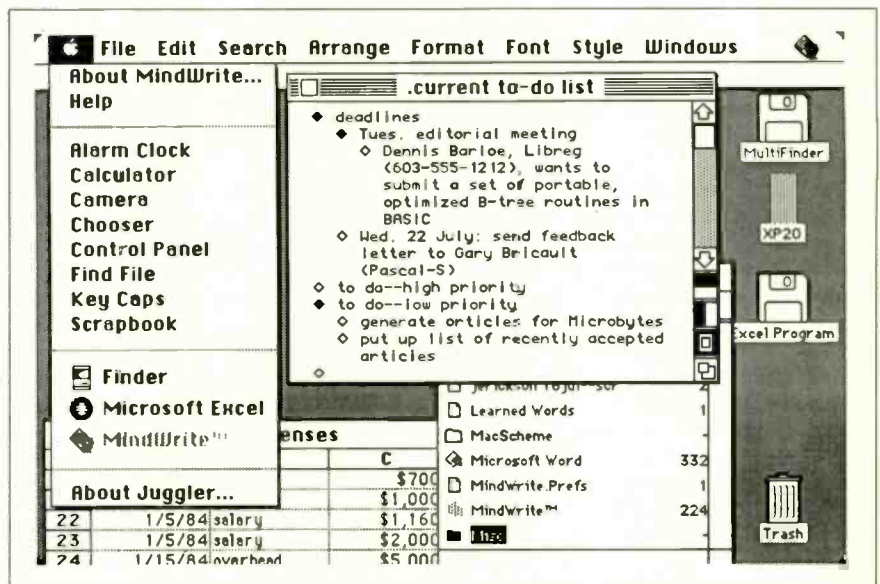 File Edit Search Arrange Format Font Style Windows
About MindWrite...
Help
Alarm Clock
Calculator
Camera
Chooser
Control Panel
Find File
Key Caps
Scrapbook
Finder
Microsoft Excel
MindWrite™
About Juggler...
.current to-do list
deadlines
Tues. editorial meeting
Dennis Barloe, Libreg
(603-555-1212), wants to
submit a set of portable,
optimized B-tree routines in
BASIC
Wed. 22 July: send feedback
letter to Gary Bricault
(Pascal-S)
to do--high priority
to do--low priority
generate articles for Microbytes
put up list of recently accepted
articles
MultiFinder
XP20
Excel Program
Trash
enses
C
$700
$1,000
22 1/5/84 salary $1,160
23 1/5/84 salary $2,000
24 1/15/84 overhead $5,000
2
Learned Words 1
MacScheme -
Microsoft Word 332
MindWrite.Prefs 1
MindWrite™ 224
Misc -